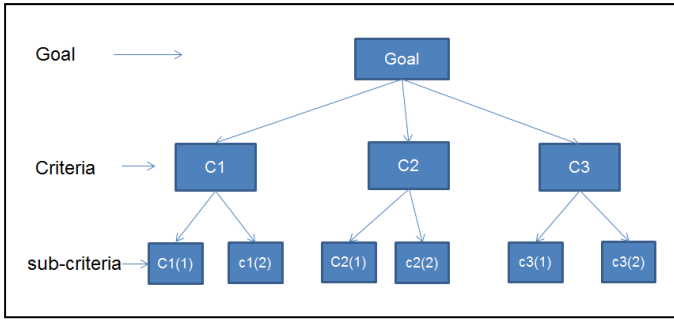 Goal
Goal
Criteria
C1
C2
C3
sub-criteria
C1(1)
c1(2)
C2(1)
c2(2)
c3(1)
c3(2)